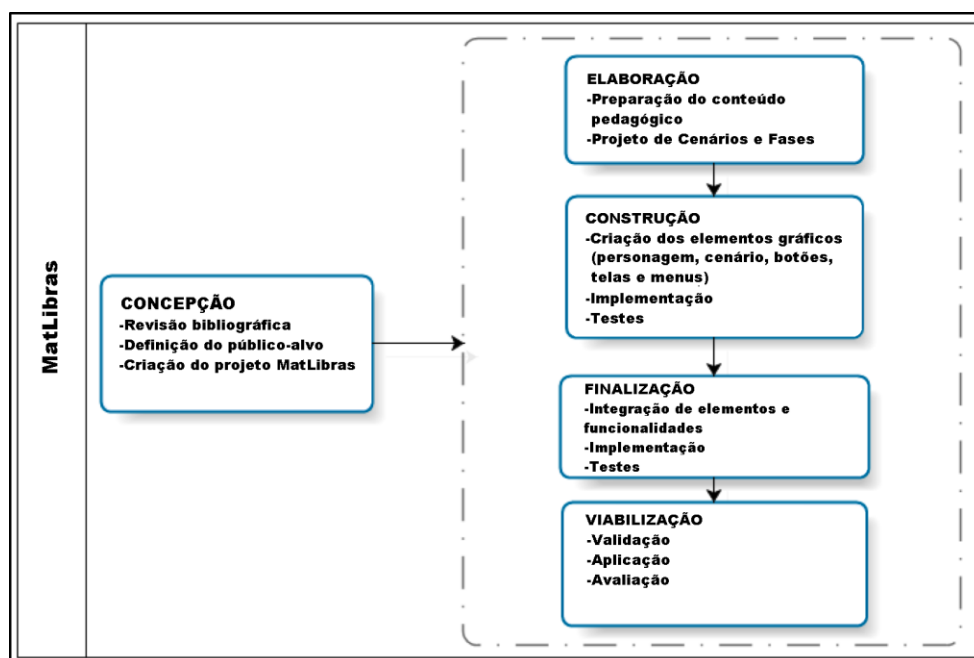 MatLibras
CONCEPÇÃO
-Revisão bibliográfica
-Definição do público-alvo
-Criação do projeto MatLibras
ELABORAÇÃO
-Preparação do conteúdo
pedagógico
-Projeto de Cenários e Fases
CONSTRUÇÃO
-Criação dos elementos gráficos
(personagem, cenário, botões,
telas e menus)
-Implementação
-Testes
FINALIZAÇÃO
-Integração de elementos e
funcionalidades
-Implementação
-Testes
VIABILIZAÇÃO
-Validação
-Aplicação
-Avaliação